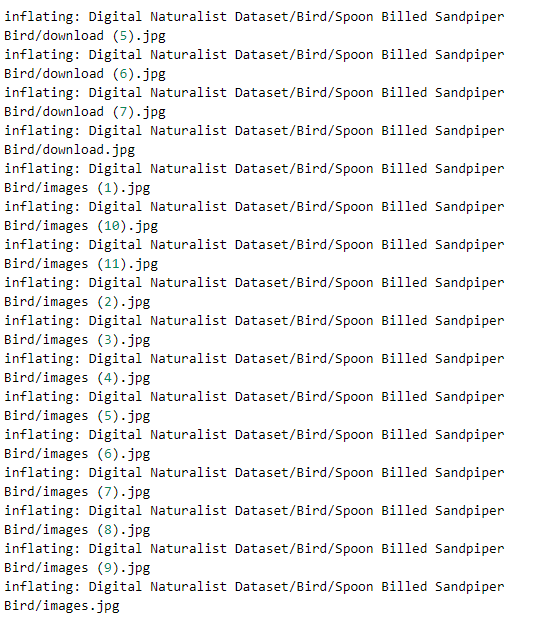 inflating: Digital Naturalist Dataset/Bird/Spoon Billed Sandpiper
Bird/download (5).jpg
inflating: Digital Naturalist Dataset/Bird/Spoon Billed Sandpiper
Bird/download (6).jpg
inflating: Digital Naturalist Dataset/Bird/Spoon Billed Sandpiper
Bird/download (7).jpg
inflating: Digital Naturalist Dataset/Bird/Spoon Billed Sandpiper
Bird/download.jpg
inflating: Digital Naturalist Dataset/Bird/Spoon Billed Sandpiper
Bird/images (1).jpg
inflating: Digital Naturalist Dataset/Bird/Spoon Billed Sandpiper
Bird/images (10).jpg
inflating: Digital Naturalist Dataset/Bird/Spoon Billed Sandpiper
Bird/images (11).jpg
inflating: Digital Naturalist Dataset/Bird/Spoon Billed Sandpiper
Bird/images (2).jpg
inflating: Digital Naturalist Dataset/Bird/Spoon Billed Sandpiper
Bird/images (3).jpg
inflating: Digital Naturalist Dataset/Bird/Spoon Billed Sandpiper
Bird/images (4).jpg
inflating: Digital Naturalist Dataset/Bird/Spoon Billed Sandpiper
Bird/images (5).jpg
inflating: Digital Naturalist Dataset/Bird/Spoon Billed Sandpiper
Bird/images (6).jpg
inflating: Digital Naturalist Dataset/Bird/Spoon Billed Sandpiper
Bird/images (7).jpg
inflating: Digital Naturalist Dataset/Bird/Spoon Billed Sandpiper
Bird/images (8).jpg
inflating: Digital Naturalist Dataset/Bird/Spoon Billed Sandpiper
Bird/images (9).jpg
inflating: Digital Naturalist Dataset/Bird/Spoon Billed Sandpiper
Bird/images.jpg